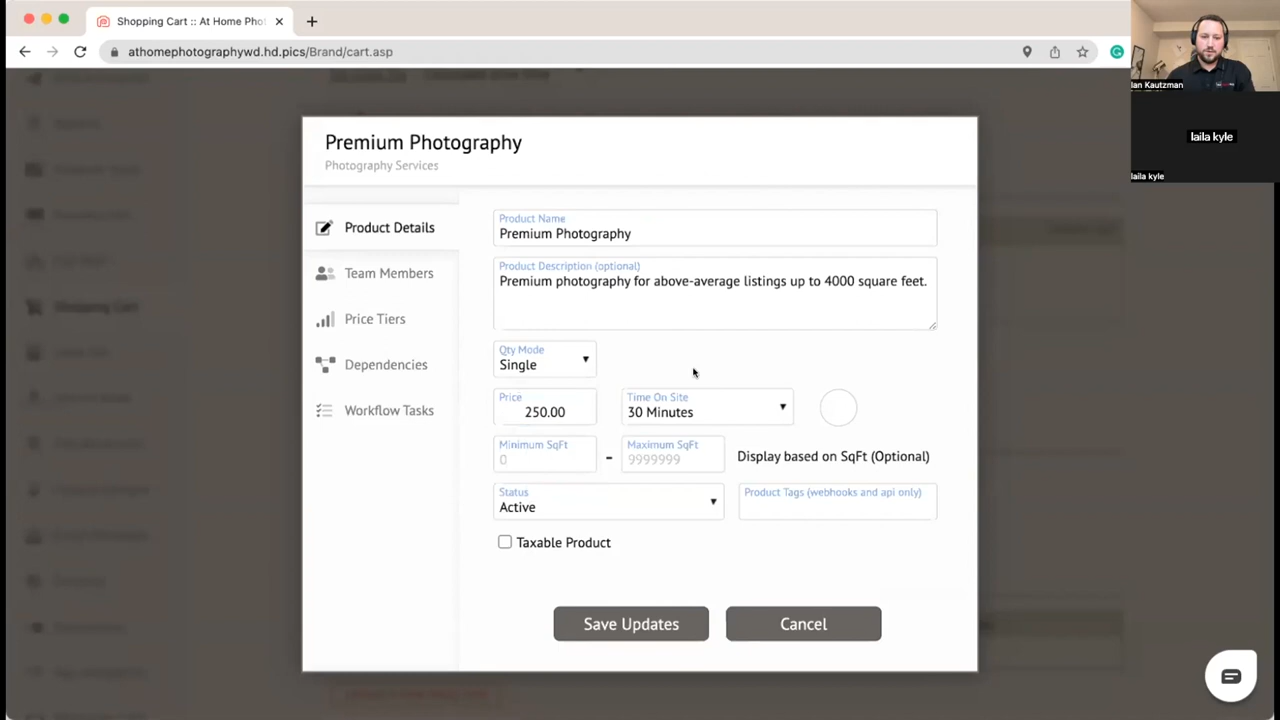 Shopping Cart :: At Home Phot
athomephotographywd.hd.pics/Brand/cart.asp
Ian Kautzman
laila kyle
laila kyle
Premium Photography
Photography Services
Product Details
Team Members
Price Tiers
Dependencies
Workflow Tasks
Product Name
Premium Photography
Product Description (optional)
Premium photography for above-average listings up to 4000 square feet.
Qty Mode
Single
Price
250.00
Time On Site
30 Minutes
Minimum SqFt
0
-
Maximum SqFt
9999999
Display based on SqFt (Optional)
Status
Active
Product Tags (webhooks and api only)
Taxable Product
Save Updates
Cancel
Shopping Cart